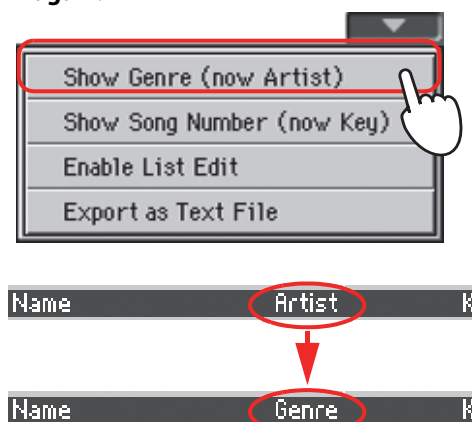 Show Genre (now Artist)
Show Song Number (now Key)
Enable List Edit
Export as Text File
Name Artist
Name Genre